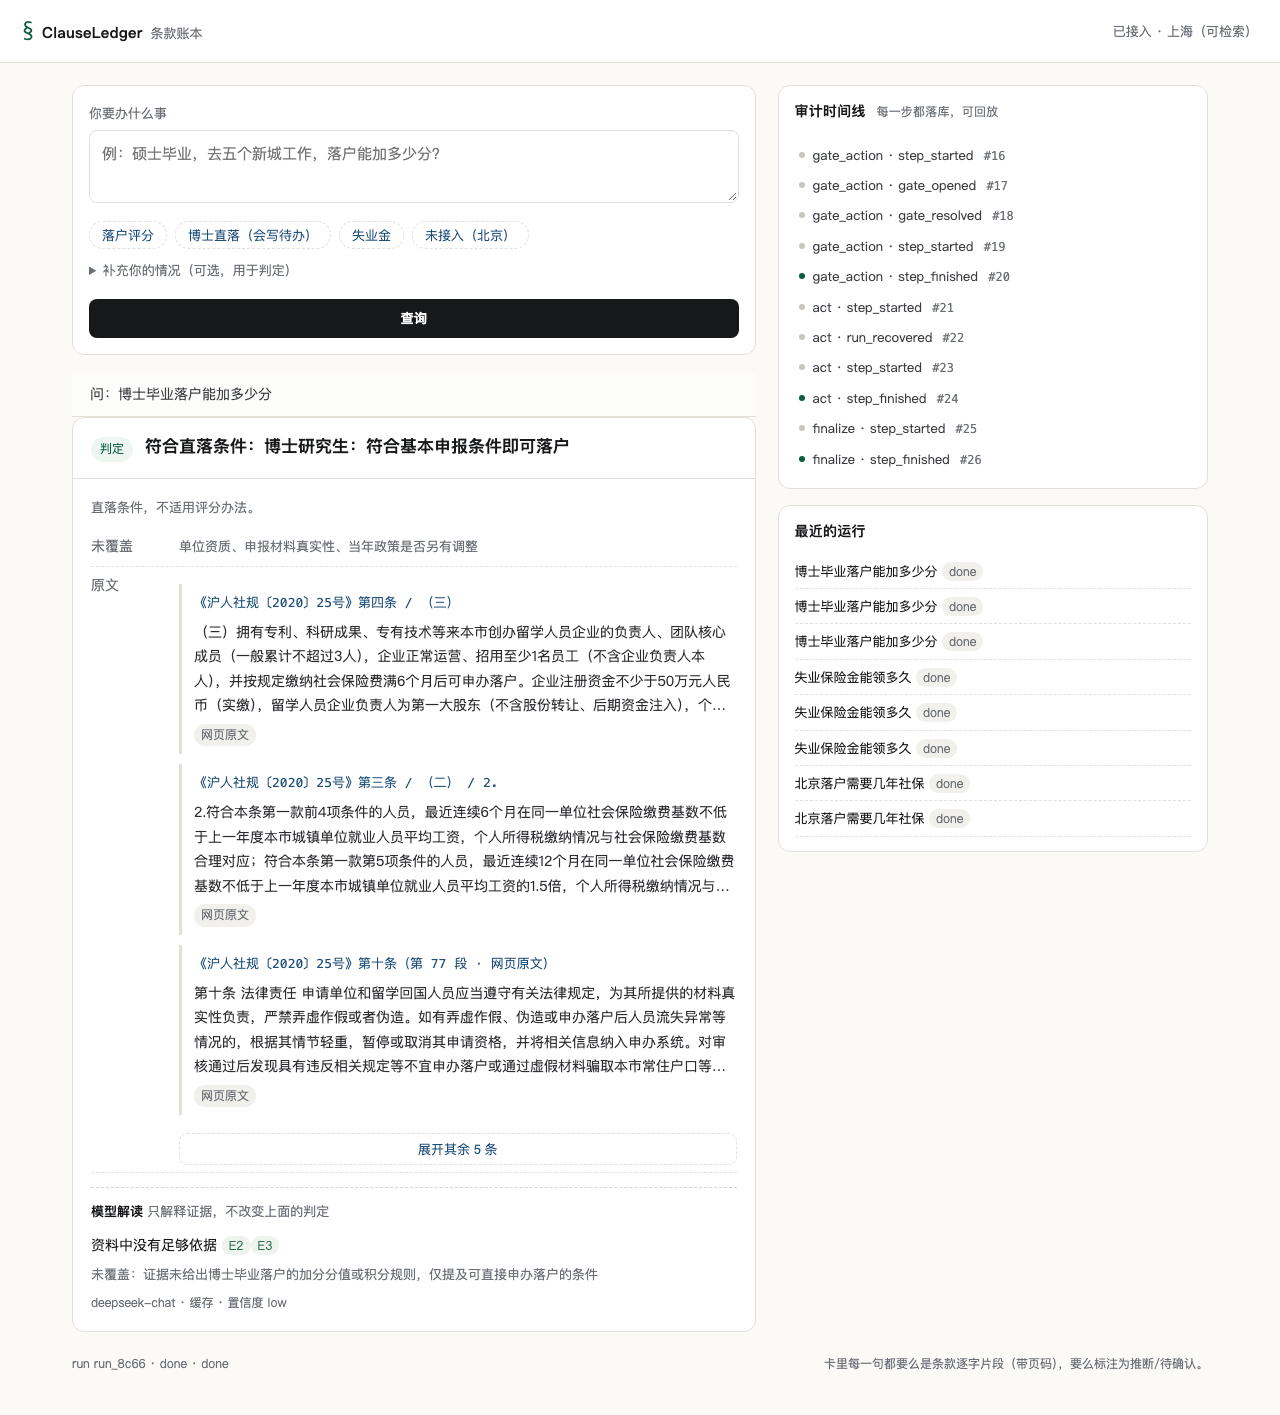 § ClauseLedger 条款账本
已接入 · 上海（可检索）
你要办什么事
例：硕士毕业，去五个新城工作，落户能加多少分？
落户评分
博士直落（会写待办）
失业金
未接入（北京）
▶ 补充你的情况（可选，用于判定）
查询
问：博士毕业落户能加多少分
判定 符合直落条件：博士研究生：符合基本申报条件即可落户
直落条件，不适用评分办法。
未覆盖 单位资质、申报材料真实性、当年政策是否另有调整
原文
《沪人社规〔2020〕25号》第四条 / （三）
（三）拥有专利、科研成果、专有技术等来本市创办留学人员企业的负责人、团队核心
成员（一般累计不超过3人），企业正常运营、招用至少1名员工（不含企业负责人本
人），并按规定缴纳社会保险费满6个月后可申办落户。企业注册资金不少于50万元人民
币（实缴），留学人员企业负责人为第一大股东（不含股份转让、后期资金注入），个…
网页原文
《沪人社规〔2020〕25号》第三条 / （二） / 2.
2.符合本条第一款前4项条件的人员，最近连续6个月在同一单位社会保险缴费基数不低
于上一年度本市城镇单位就业人员平均工资，个人所得税缴纳情况与社会保险缴费基数
合理对应；符合本条第一款第5项条件的人员，最近连续12个月在同一单位社会保险缴费
基数不低于上一年度本市城镇单位就业人员平均工资的1.5倍，个人所得税缴纳情况与…
网页原文
《沪人社规〔2020〕25号》第十条（第 77 段 · 网页原文）
第十条 法律责任 申请单位和留学回国人员应当遵守有关法律规定，为其所提供的材料真
实性负责，严禁弄虚作假或者伪造。如有弄虚作假、伪造或申办落户后人员流失异常等
情况的，根据其情节轻重，暂停或取消其申请资格，并将相关信息纳入申办系统。对审
核通过后发现具有违反相关规定等不宜申办落户或通过虚假材料骗取本市常住户口等…
网页原文
展开其余 5 条
模型解读 只解释证据，不改变上面的判定
资料中没有足够依据 E2 E3
未覆盖：证据未给出博士毕业落户的加分分值或积分规则，仅提及可直接申办落户的条件
deepseek-chat · 缓存 · 置信度 low
审计时间线 每一步都落库，可回放
gate_action · step_started #16
gate_action · gate_opened #17
gate_action · gate_resolved #18
gate_action · step_started #19
gate_action · step_finished #20
act · step_started #21
act · run_recovered #22
act · step_started #23
act · step_finished #24
finalize · step_started #25
finalize · step_finished #26
最近的运行
博士毕业落户能加多少分 done
博士毕业落户能加多少分 done
博士毕业落户能加多少分 done
失业保险金能领多久 done
失业保险金能领多久 done
失业保险金能领多久 done
北京落户需要几年社保 done
北京落户需要几年社保 done
run run_8c66 · done · done
卡里每一句都要么是条款逐字片段（带页码），要么标注为推断/待确认。